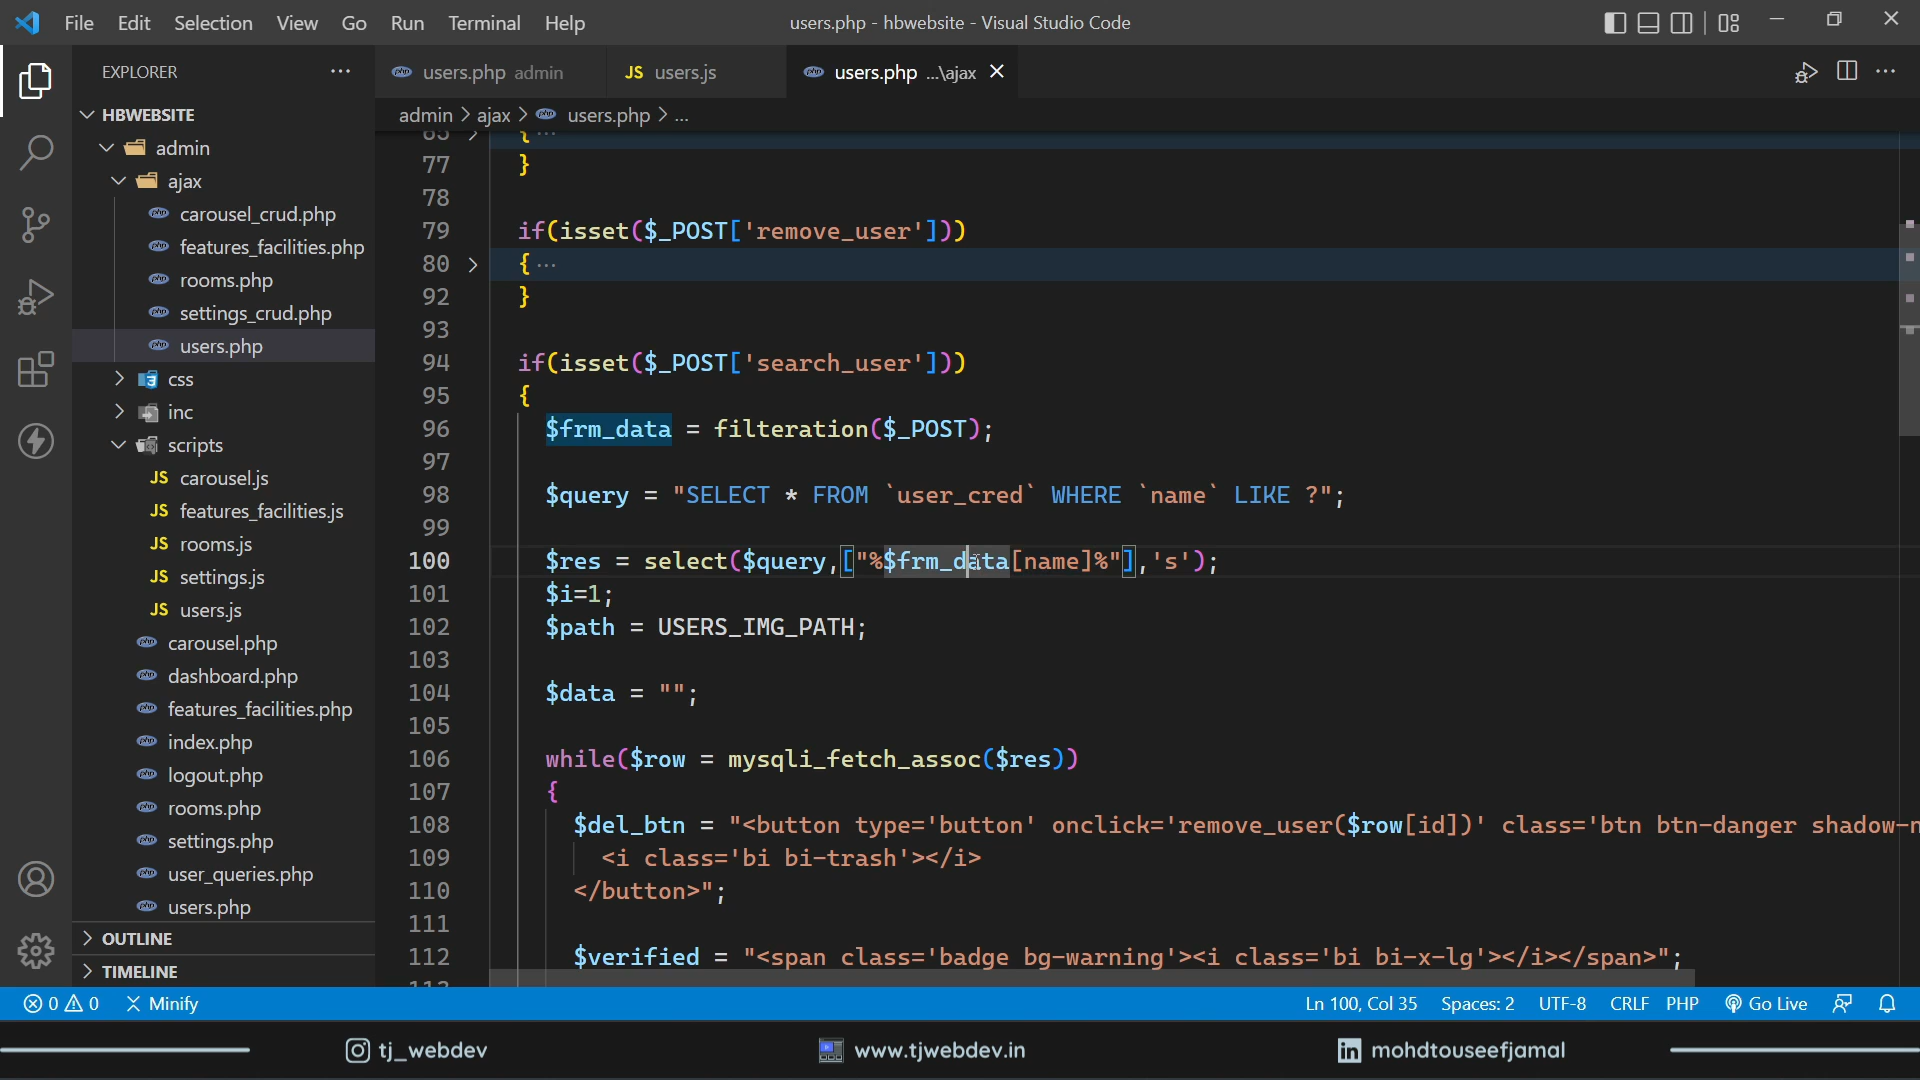 File Edit Selection View Go Run Terminal Help
users.php - hbwebsite - Visual Studio Code
EXPLORER
users.php admin
JS users.js
users.php ...\ajax
admin > ajax > users.php > ...
HBWEBSITE
admin
ajax
carousel_crud.php
features_facilities.php
rooms.php
settings_crud.php
users.php
css
inc
scripts
JS carousel.js
JS features_facilities.js
JS rooms.js
JS settings.js
JS users.js
carousel.php
dashboard.php
features_facilities.php
index.php
logout.php
rooms.php
settings.php
user_queries.php
users.php
OUTLINE
TIMELINE
65 { ...
77 }
78
79 if(isset($_POST['remove_user']))
80 { ...
92 }
93
94 if(isset($_POST['search_user']))
95 {
96 $frm_data = filteration($_POST);
97
98 $query = "SELECT * FROM `user_cred` WHERE `name` LIKE ?";
99
100 $res = select($query,["%$frm_data[name]%"],'s');
101 $i=1;
102 $path = USERS_IMG_PATH;
103
104 $data = "";
105
106 while($row = mysqli_fetch_assoc($res))
107 {
108 $del_btn = "<button type='button' onclick='remove_user($row[id])' class='btn btn-danger shadow-n
109 <i class='bi bi-trash'></i>
110 </button>";
111
112 $verified = "<span class='badge bg-warning'><i class='bi bi-x-lg'></i></span>";
0 0 Minify
Ln 100, Col 35 Spaces: 2 UTF-8 CRLF PHP Go Live
tj_webdev
www.tjwebdev.in
mohdtouseefjamal